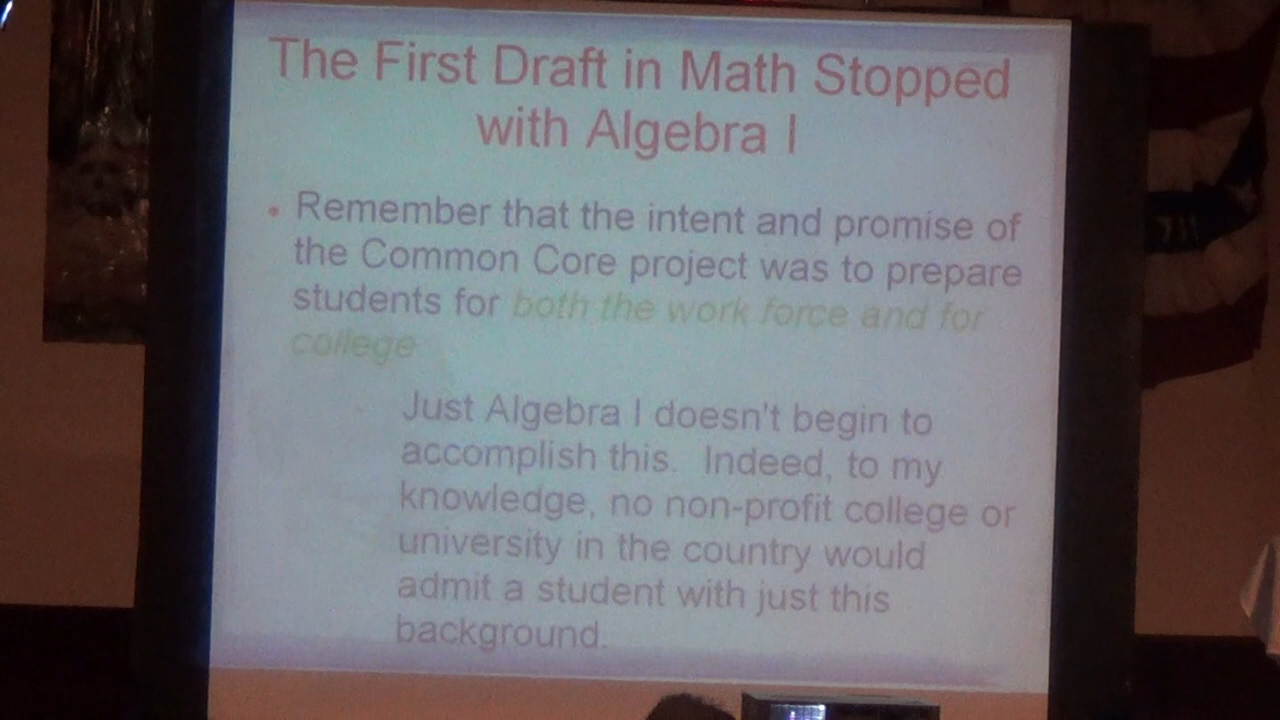 The First Draft in Math Stopped
with Algebra I
• Remember that the intent and promise of
the Common Core project was to prepare
students for both the work force and for
college
Just Algebra I doesn't begin to
accomplish this. Indeed, to my
knowledge, no non-profit college or
university in the country would
admit a student with just this
background.